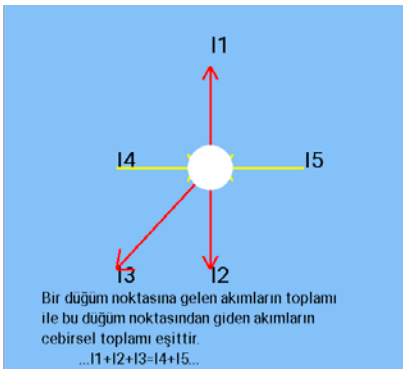 I1
I4
I5
I3
I2
Bir düğüm noktasına gelen akımların toplamı
ile bu düğüm noktasından giden akımların
cebirsel toplamı eşittir.
...I1+I2+I3=I4+I5...